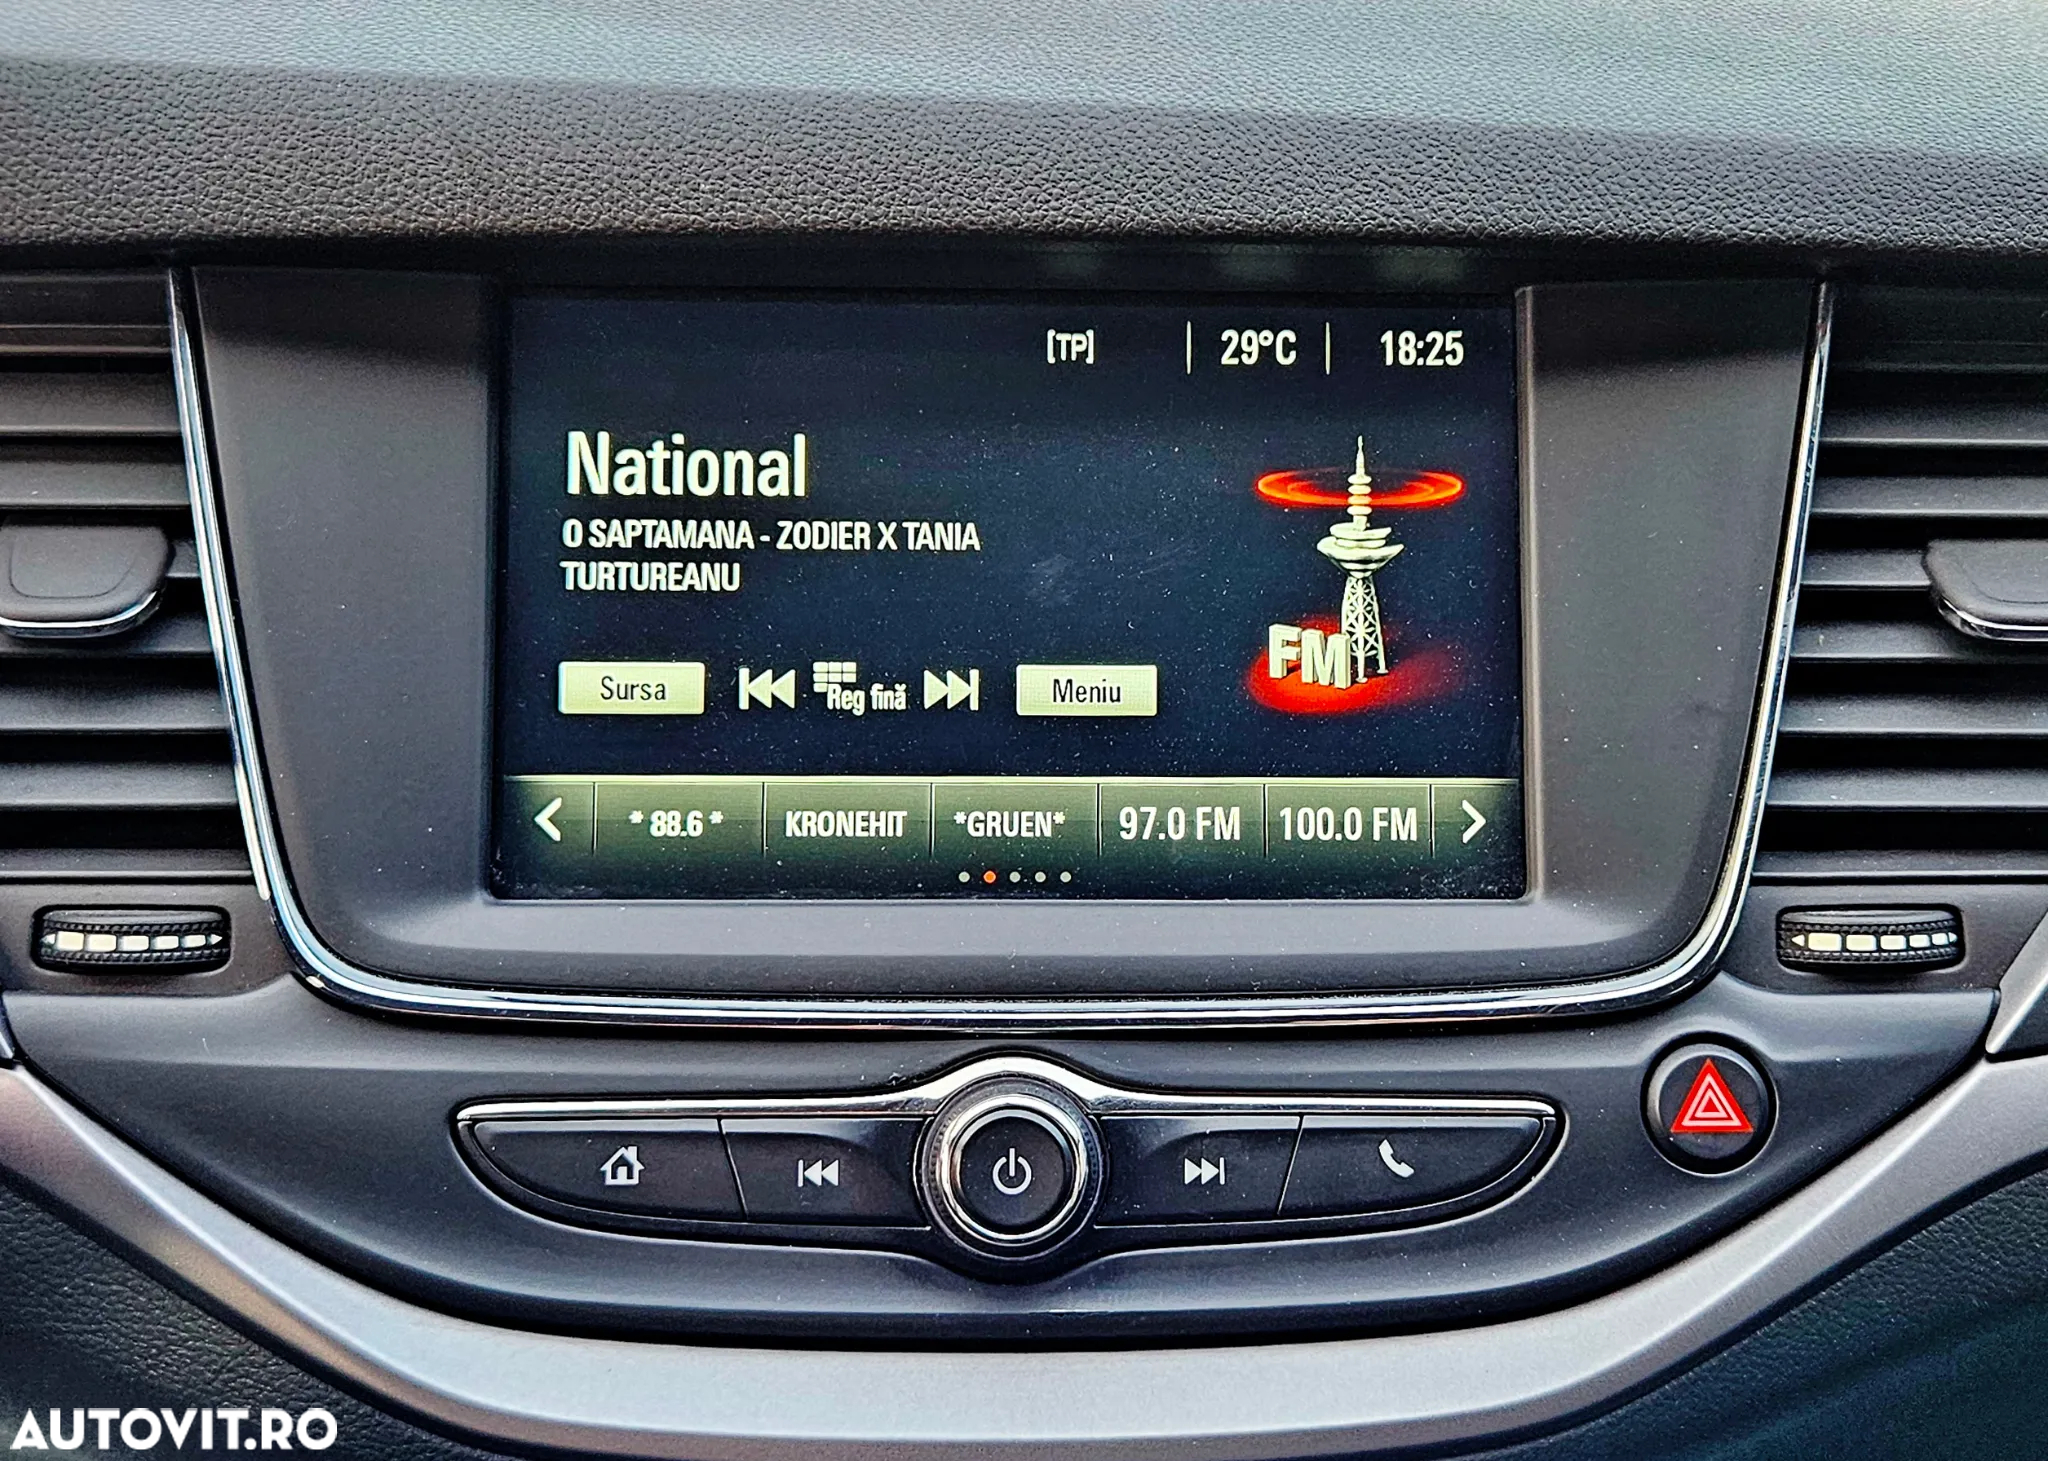 [TP] 29°C 18:25
National
O SAPTAMANA - ZODIER X TANIA
TURTUREANU
FM
Sursa Reg fină Meniu
* 88.6 * KRONEHIT *GRUEN* 97.0 FM 100.0 FM
AUTOVIT.RO